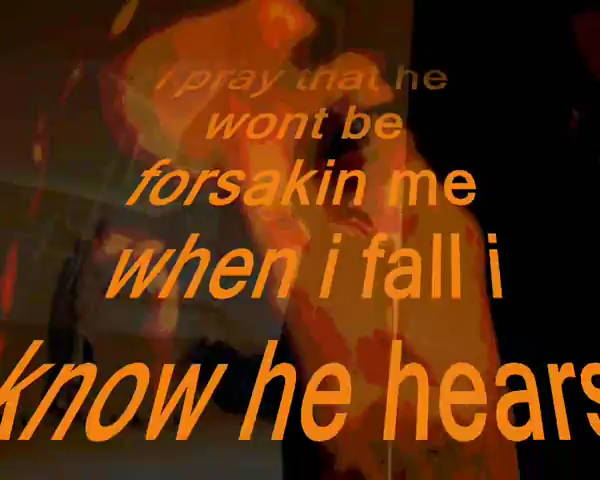 i pray that he
wont be
forsakin me
when i fall i
know he hears